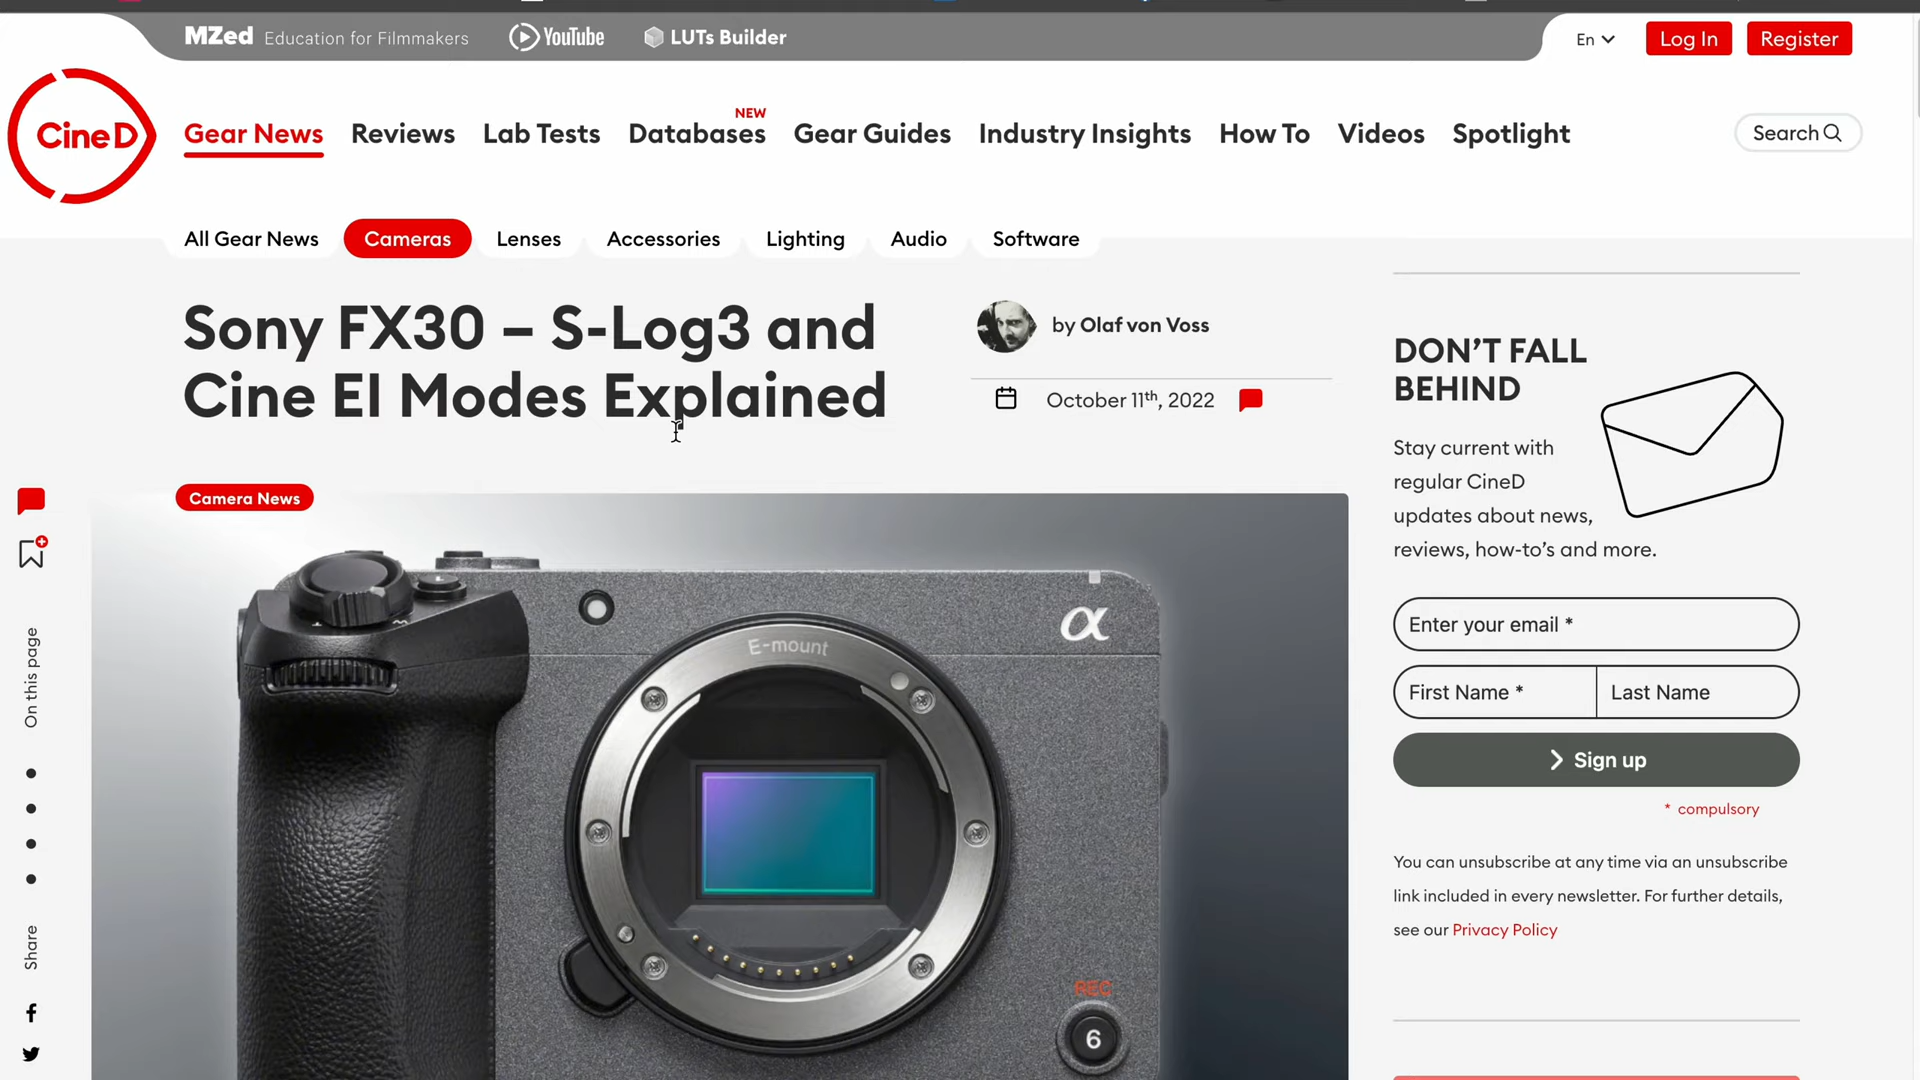 MZed Education for Filmmakers
YouTube
LUTs Builder
En
Log In
Register
CineD
Gear News
Reviews
Lab Tests
NEW
Databases
Gear Guides
Industry Insights
How To
Videos
Spotlight
Search
All Gear News
Cameras
Lenses
Accessories
Lighting
Audio
Software
Sony FX30 – S-Log3 and
Cine EI Modes Explained
by Olaf von Voss
October 11th, 2022
Camera News
On this page
Share
E-mount
α
REC
6
DON'T FALL
BEHIND
Stay current with
regular CineD
updates about news,
reviews, how-to's and more.
Enter your email *
First Name *
Last Name
Sign up
* compulsory
You can unsubscribe at any time via an unsubscribe
link included in every newsletter. For further details,
see our Privacy Policy